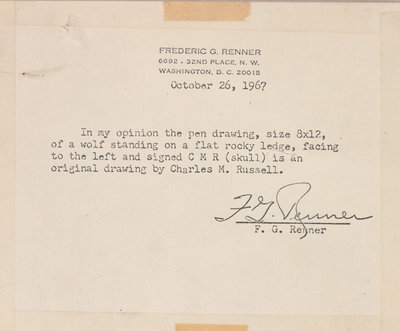 FREDERIC G. RENNER
6692 - 32ND PLACE, N. W.
WASHINGTON, D. C. 20015
October 26, 1967
In my opinion the pen drawing, size 8x12,
of a wolf standing on a flat rocky ledge, facing
to the left and signed C M R (skull) is an
original drawing by Charles M. Russell.
F. G. Renner
F. G. Renner